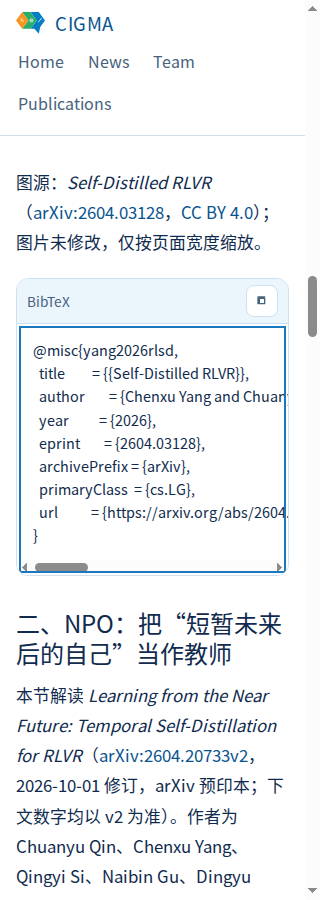 CIGMA
Home News Team
Publications
图源：Self-Distilled RLVR
（arXiv:2604.03128，CC BY 4.0）；
图片未修改，仅按页面宽度缩放。
BibTeX
@misc{yang2026rlsd,
title = {{Self-Distilled RLVR}},
author = {Chenxu Yang and Chuan
year = {2026},
eprint = {2604.03128},
archivePrefix = {arXiv},
primaryClass = {cs.LG},
url = {https://arxiv.org/abs/2604.
}
二、NPO：把“短暂未来
后的自己”当作教师
本节解读 Learning from the Near
Future: Temporal Self-Distillation
for RLVR（arXiv:2604.20733v2，
2026-10-01 修订，arXiv 预印本；下
文数字均以 v2 为准）。作者为
Chuanyu Qin、Chenxu Yang、
Qingyi Si、Naibin Gu、Dingyu